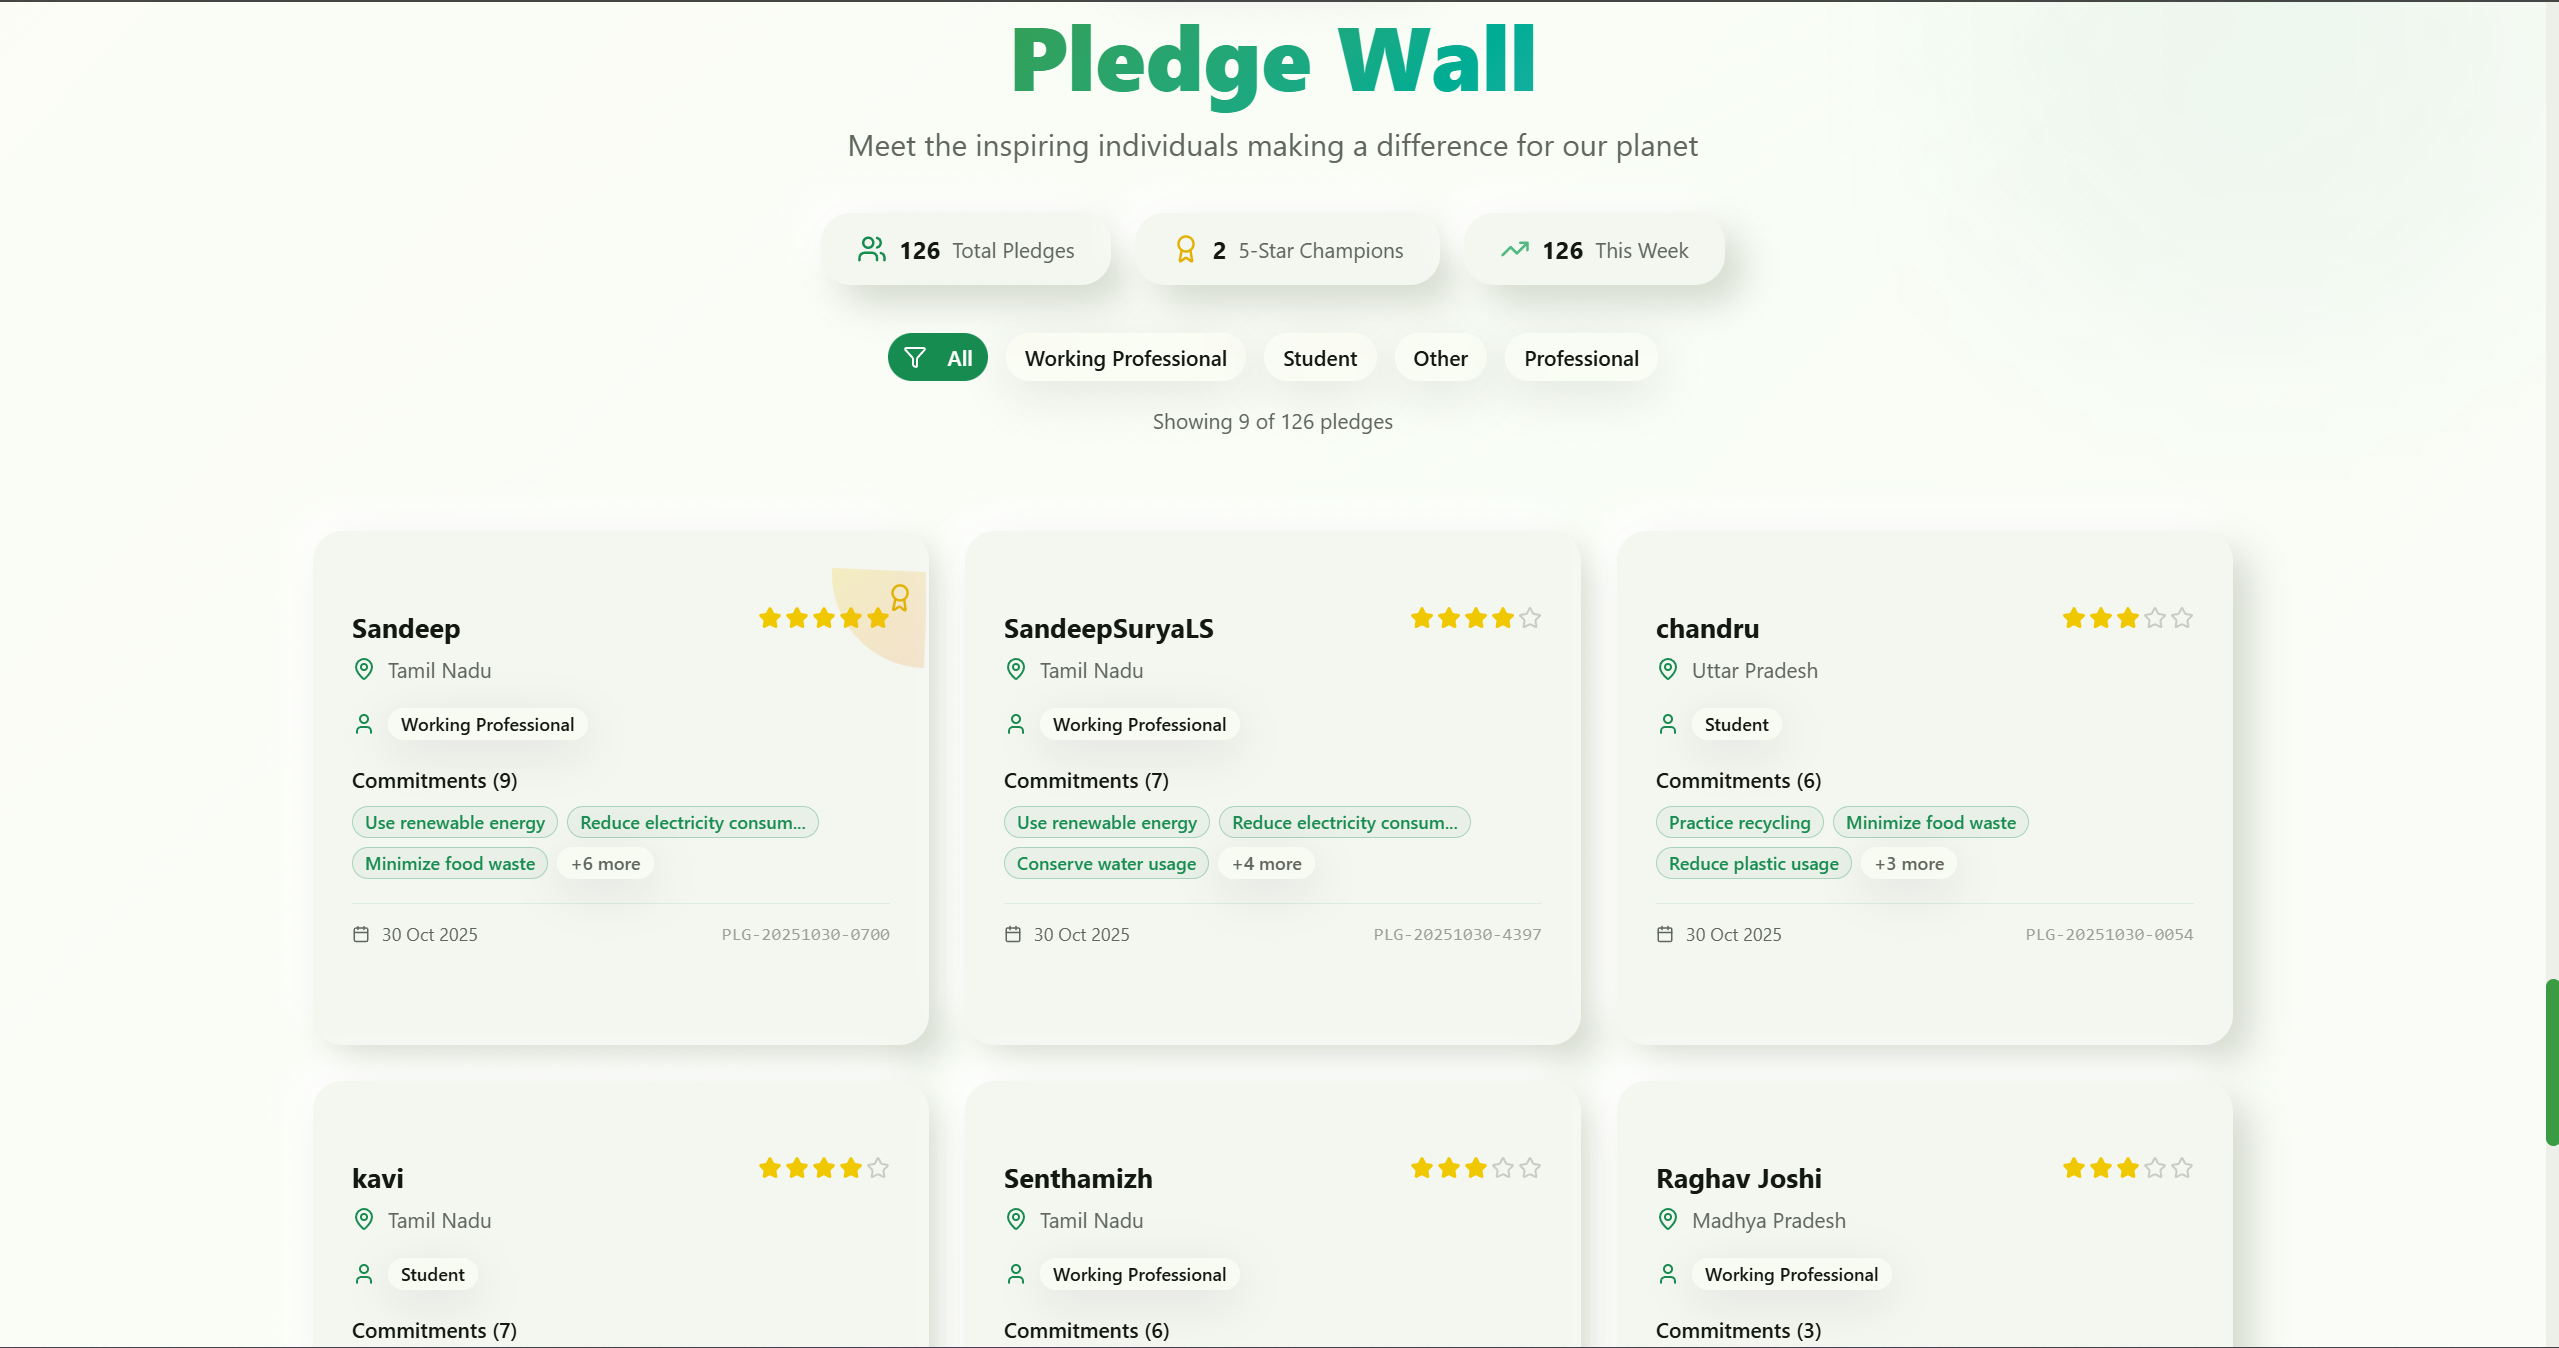 Pledge Wall
Meet the inspiring individuals making a difference for our planet
126 Total Pledges
2 5-Star Champions
126 This Week
All
Working Professional
Student
Other
Professional
Showing 9 of 126 pledges
Sandeep
Tamil Nadu
Working Professional
Commitments (9)
Use renewable energy
Reduce electricity consum...
Minimize food waste
+6 more
30 Oct 2025
PLG-20251030-0700
SandeepSuryaLS
Tamil Nadu
Working Professional
Commitments (7)
Use renewable energy
Reduce electricity consum...
Conserve water usage
+4 more
30 Oct 2025
PLG-20251030-4397
chandru
Uttar Pradesh
Student
Commitments (6)
Practice recycling
Minimize food waste
Reduce plastic usage
+3 more
30 Oct 2025
PLG-20251030-0054
kavi
Tamil Nadu
Student
Commitments (7)
Senthamizh
Tamil Nadu
Working Professional
Commitments (6)
Raghav Joshi
Madhya Pradesh
Working Professional
Commitments (3)